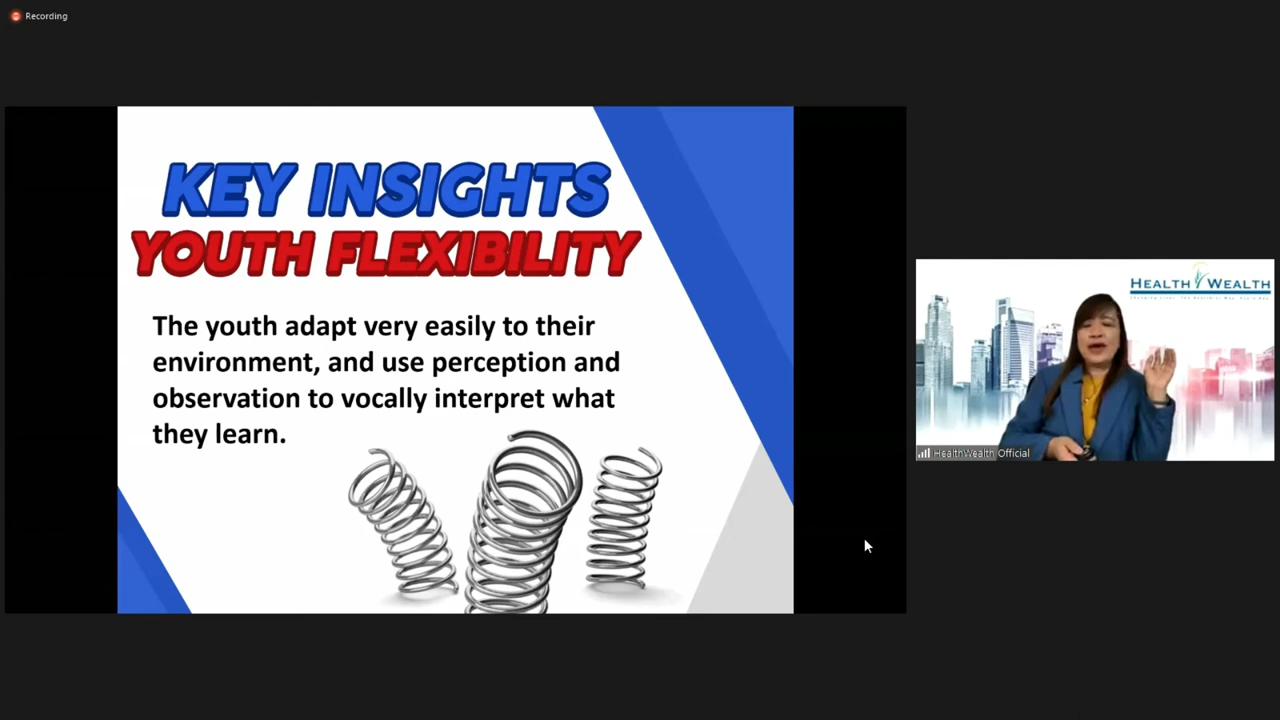 Recording
KEY INSIGHTS
YOUTH FLEXIBILITY
The youth adapt very easily to their
environment, and use perception and
observation to vocally interpret what
they learn.
HEALTH WEALTH
HealthWealth Official